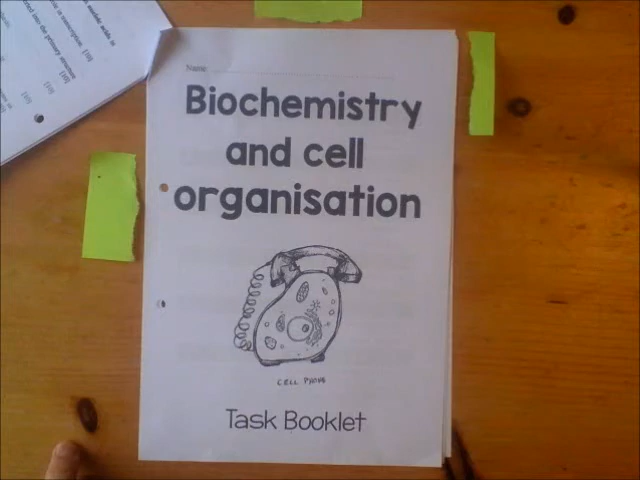 Name:
Biochemistry
and cell
organisation
CELL PHONE
Task Booklet